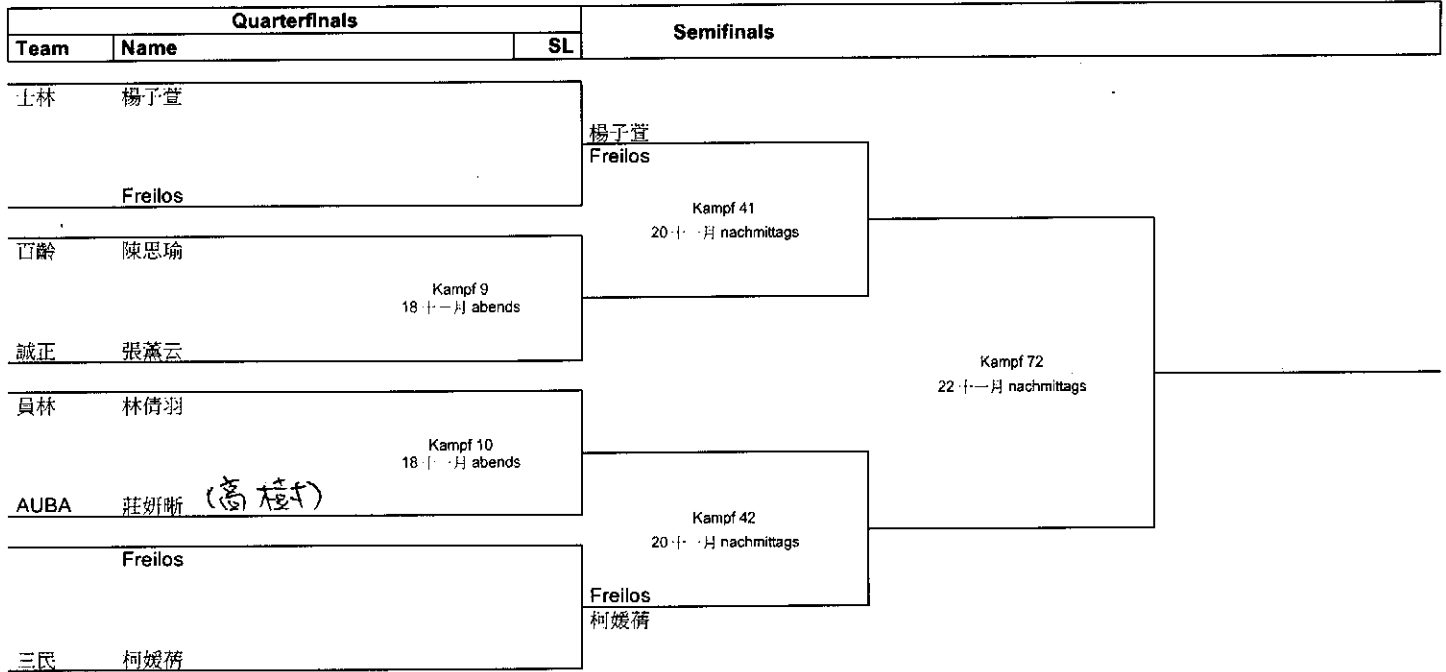 Quarterfinals
Semifinals
Team Name SL
士林 楊子萱
楊子萱
Freilos
Freilos
Kampf 41
20 十一月 nachmittags
百齡 陳思瑜
Kampf 9
18 十一月 abends
誠正 張薰云
Kampf 72
22 十一月 nachmittags
員林 林倩羽
Kampf 10
18 十一月 abends
AUBA 莊妍晰 (高樹)
Kampf 42
20 十一月 nachmittags
Freilos
Freilos
柯媛蒨
三民 柯媛蒨